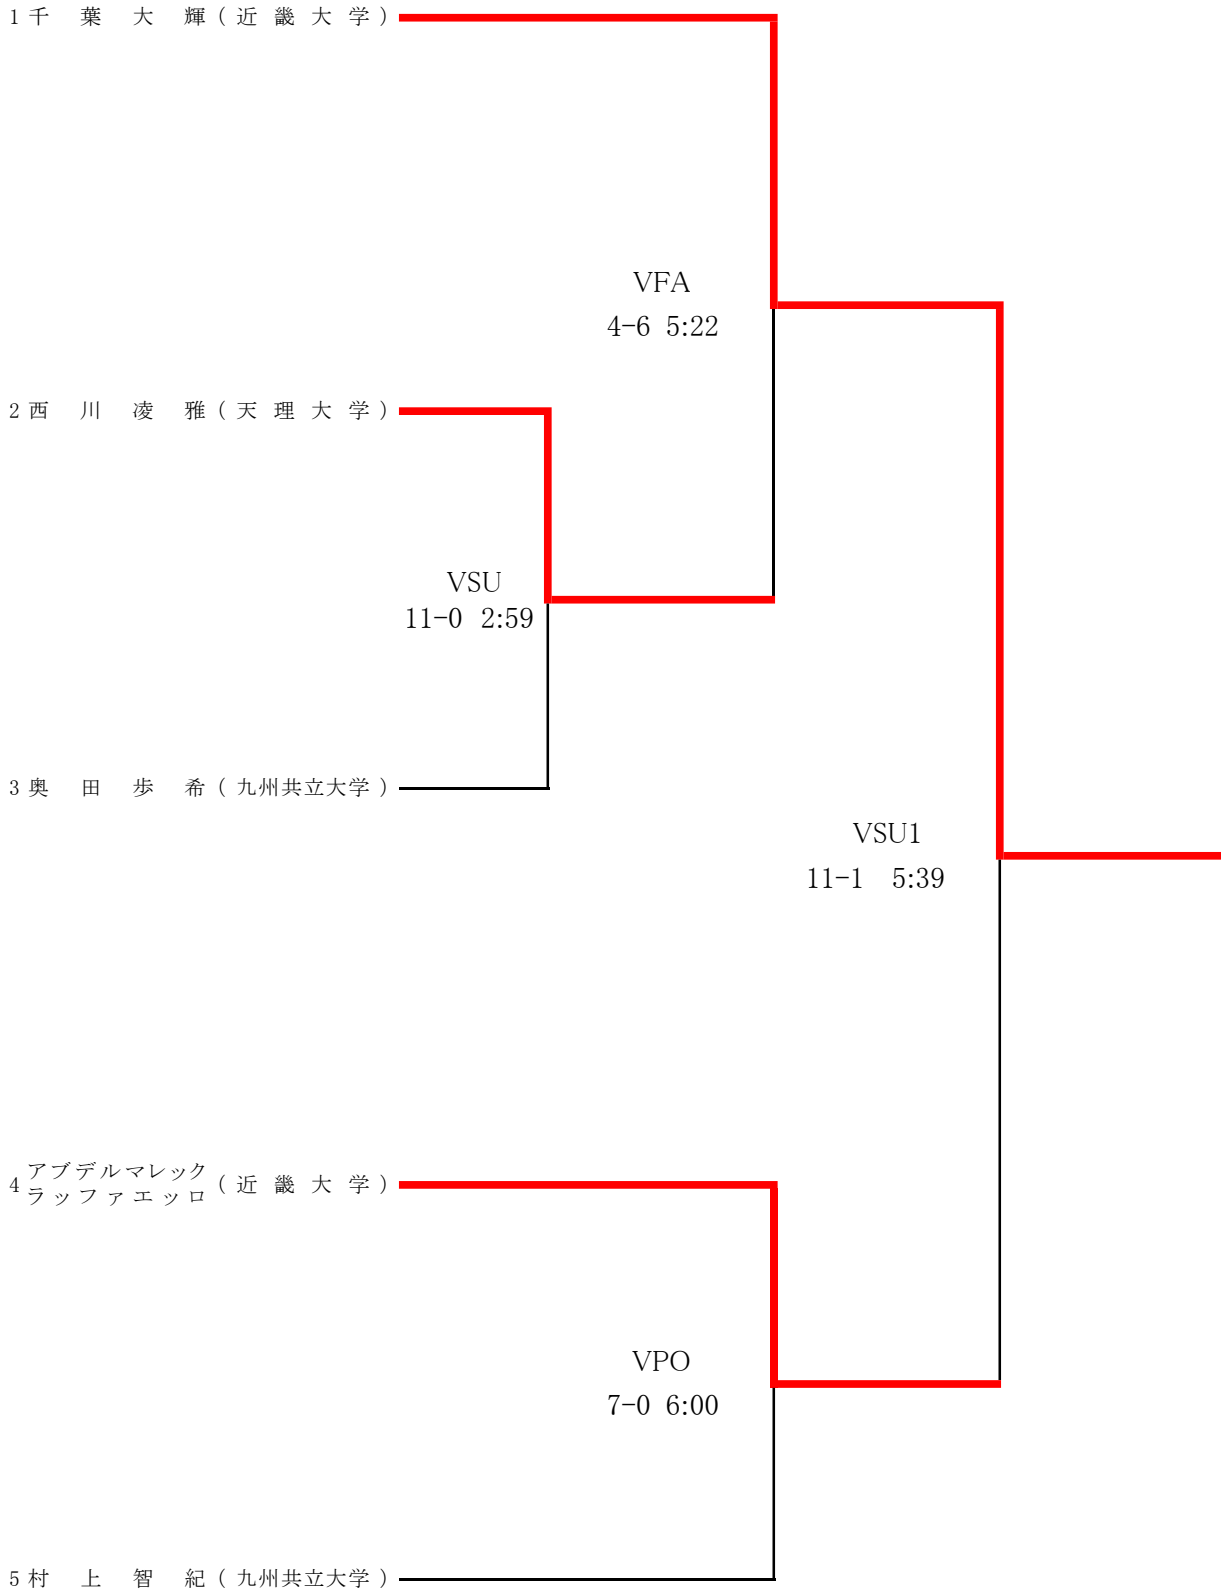 1 千葉大輝 ( 近畿大学 )
VFA
4-6 5:22
2 西川凌雅 ( 天理大学 )
VSU
11-0 2:59
3 奥田歩希 ( 九州共立大学 )
VSU1
11-1 5:39
4 アブデルマレック
ラッファエッロ ( 近畿大学 )
VPO
7-0 6:00
5 村上智紀 ( 九州共立大学 )